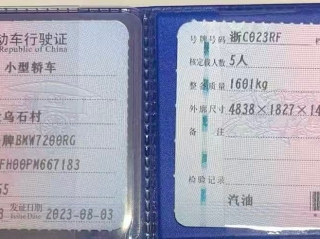 动车行驶证
Republic of China
小型轿车
乌石村
牌BMW7200RG
FH00PM667183
发证日期 2023-08-03
Issue Date
号牌号码 浙C023RF
核定载人数 5人
整备质量 1601kg
外廓尺寸 4838×1827×14
备注
检验记录
汽油